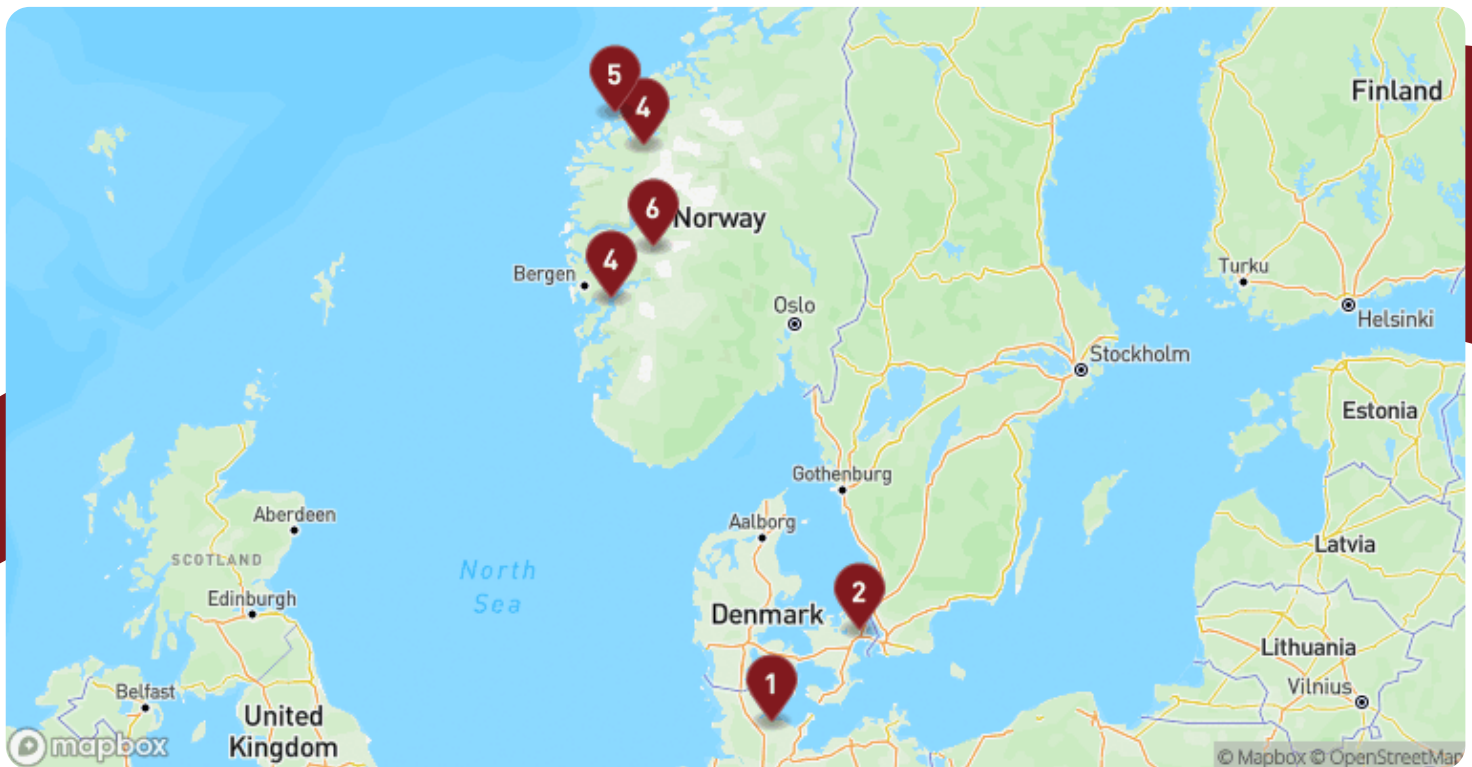 5
4
Finland
6
Norway
4
Bergen
Turku
Oslo
Helsinki
Stockholm
Estonia
Gothenburg
Aberdeen
Aalborg
SCOTLAND
Latvia
North
Sea
2
Edinburgh
Denmark
Lithuania
1
Belfast
Vilnius
United
Kingdom
mapbox
© Mapbox © OpenStreetMap